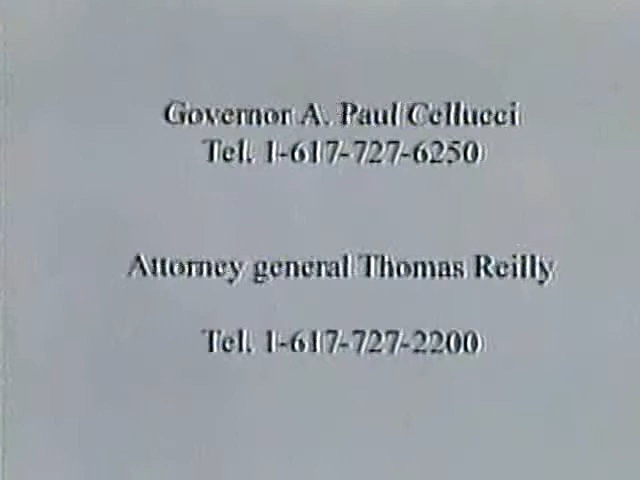 Governor A. Paul Cellucci
Tel. 1-617-727-6250
Attorney general Thomas Reilly
Tel. 1-617-727-2200